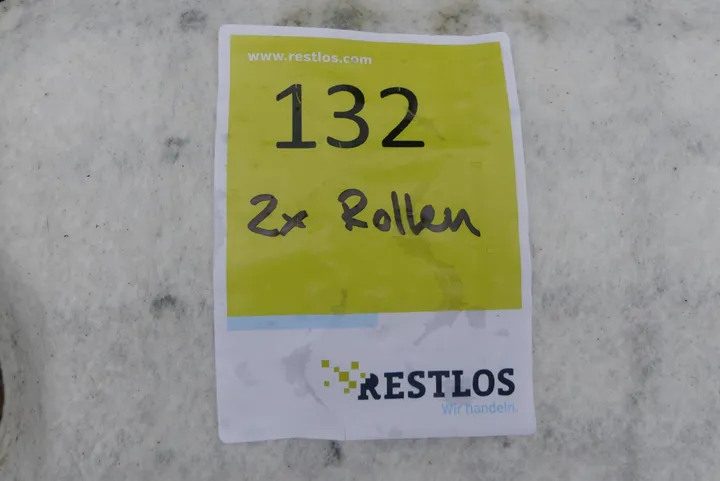 www.restlos.com
132
2x Rollen
RESTLOS
Wir handeln.